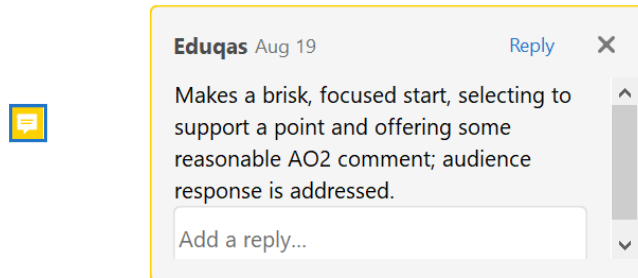 Eduqas Aug 19 Reply
Makes a brisk, focused start, selecting to
support a point and offering some
reasonable AO2 comment; audience
response is addressed.
Add a reply...